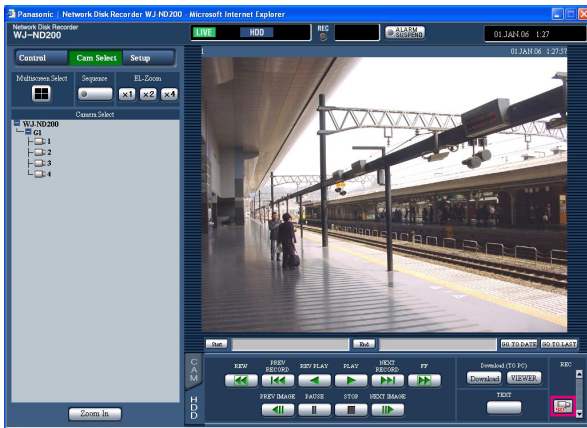 Panasonic | Network Disk Recorder WJ-ND200 - Microsoft Internet Explorer
Network Disk Recorder
WJ-ND200
LIVE HDD REC ALARM SUSPEND 01.JAN.06 1:27
Control Cam Select Setup
1 01.JAN.06 1:27:57
Multiscreen Select Sequence EL-Zoom
x1 x2 x4
Camera Select
WJ-ND200
G1
1
2
3
4
Start End GO TO DATE GO TO LAST
CAM
HDD
REW PREV RECORD REV PLAY PLAY NEXT RECORD FF
Download (TO PC)
REC
Download VIEWER
PREV IMAGE PAUSE STOP NEXT IMAGE
TEXT
Zoom In